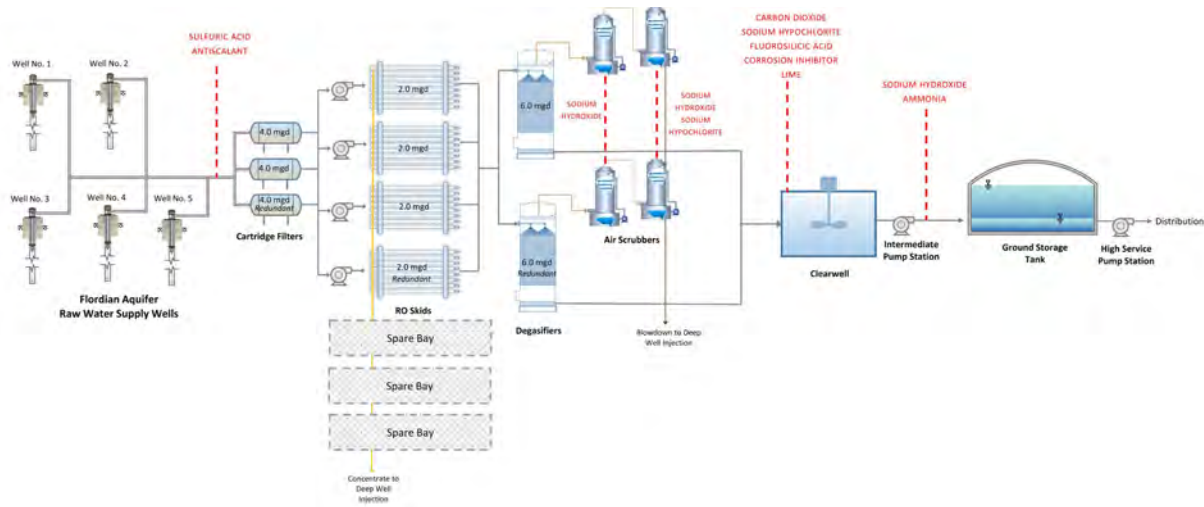 SULFURIC ACID
ANTISCALANT
Well No. 1
Well No. 2
Well No. 3
Well No. 4
Well No. 5
Flordian Aquifer
Raw Water Supply Wells
4.0 mgd
4.0 mgd
4.0 mgd
Redundant
Cartridge Filters
2.0 mgd
2.0 mgd
2.0 mgd
2.0 mgd
Redundant
RO Skids
Spare Bay
Spare Bay
Spare Bay
Concentrate to
Deep Well
Injection
6.0 mgd
6.0 mgd
Redundant
Degasifiers
SODIUM
HYDROXIDE
SODIUM
HYDROXIDE
SODIUM
HYPOCHLORITE
Air Scrubbers
Blowdown to Deep
Well Injection
CARBON DIOXIDE
SODIUM HYPOCHLORITE
FLUOROSILICIC ACID
CORROSION INHIBITOR
LIME
Clearwell
SODIUM HYDROXIDE
AMMONIA
Intermediate
Pump Station
Ground Storage
Tank
High Service
Pump Station
Distribution